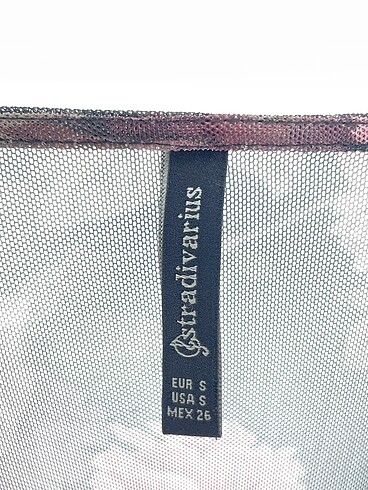 stradivarius
EUR S
USA S
MEX 26